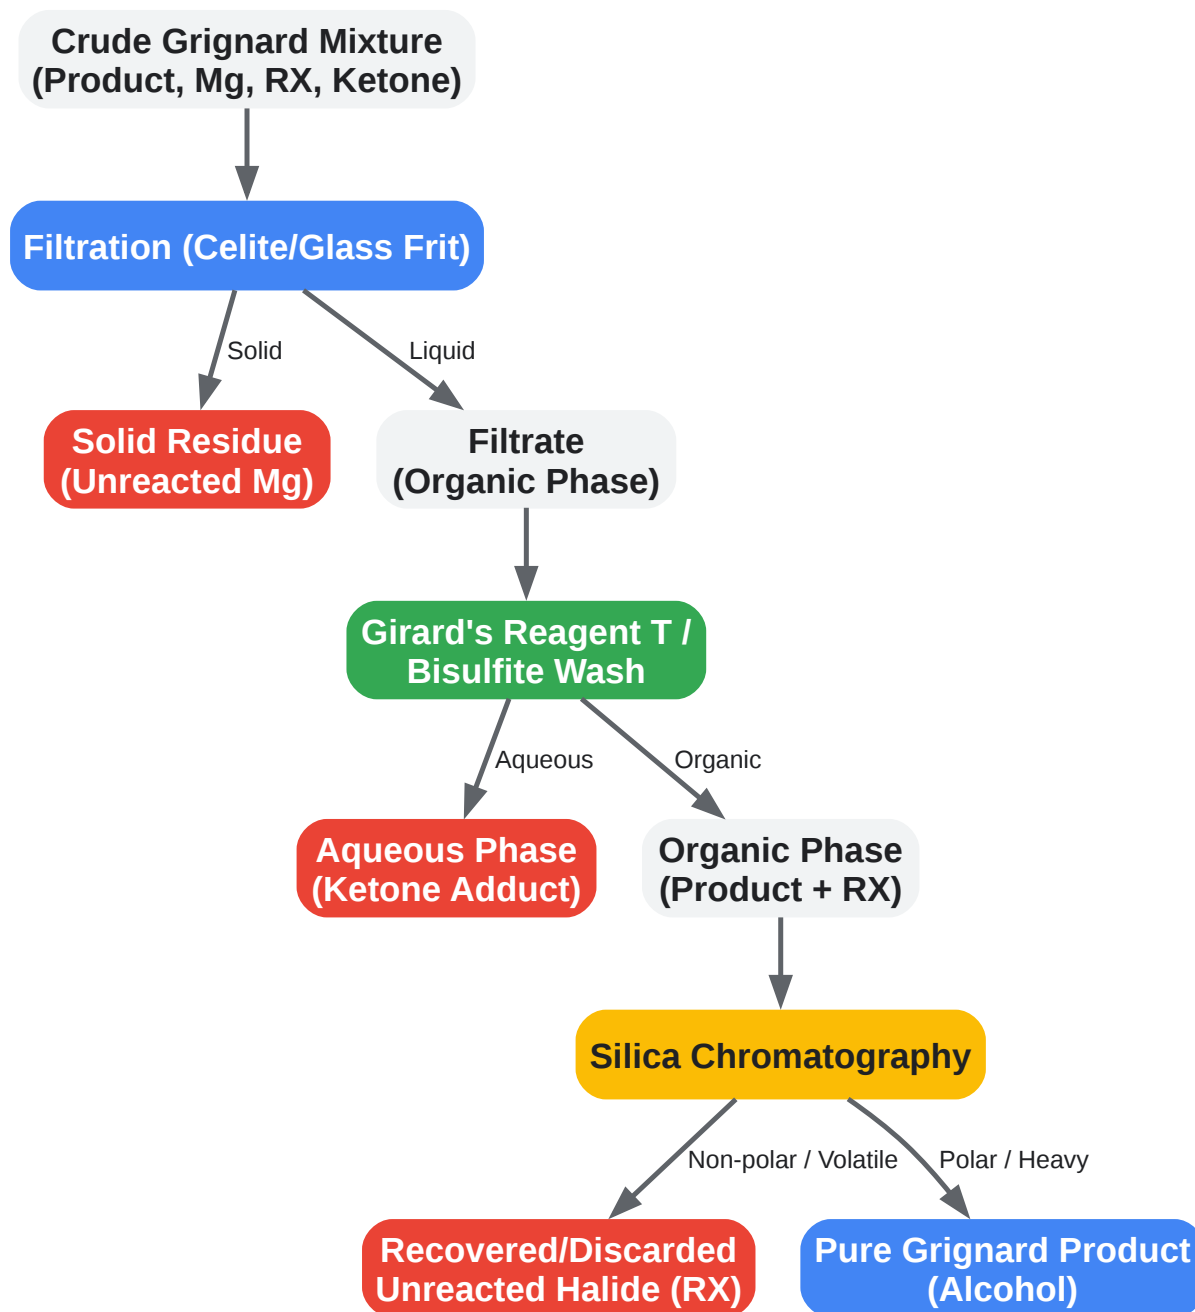 Crude Grignard Mixture
(Product, Mg, RX, Ketone)
Filtration (Celite/Glass Frit)
Solid
Liquid
Solid Residue
(Unreacted Mg)
Filtrate
(Organic Phase)
Girard's Reagent T /
Bisulfite Wash
Aqueous
Organic
Aqueous Phase
(Ketone Adduct)
Organic Phase
(Product + RX)
Silica Chromatography
Non-polar / Volatile
Polar / Heavy
Recovered/Discarded
Unreacted Halide (RX)
Pure Grignard Product
(Alcohol)